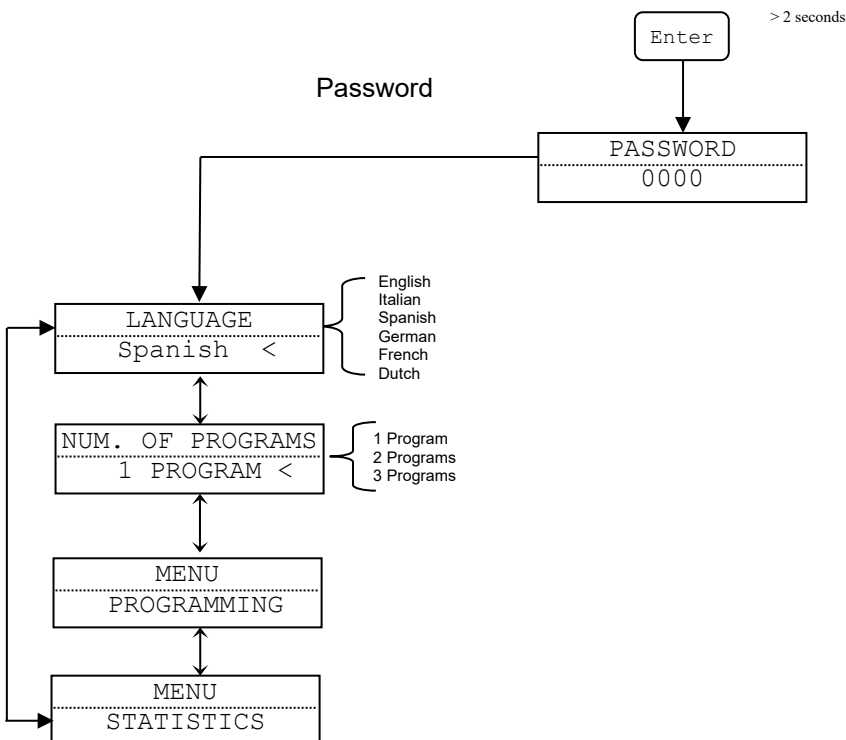 > 2 seconds
Enter
Password
PASSWORD
0000
LANGUAGE
Spanish <
English
Italian
Spanish
German
French
Dutch
NUM. OF PROGRAMS
1 PROGRAM <
1 Program
2 Programs
3 Programs
MENU
PROGRAMMING
MENU
STATISTICS